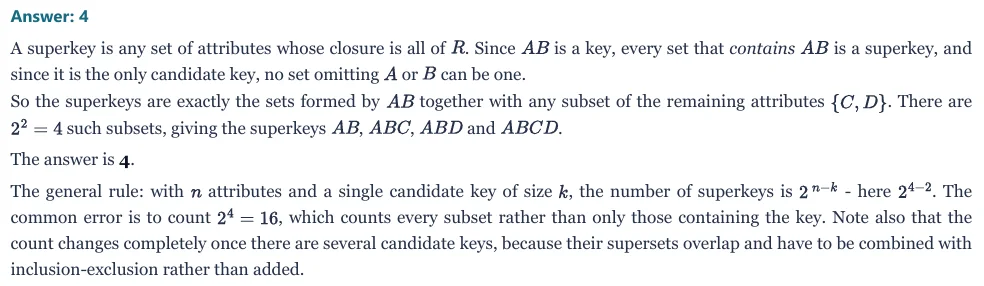 Answer: 4
A superkey is any set of attributes whose closure is all of R. Since AB is a key, every set that contains AB is a superkey, and
since it is the only candidate key, no set omitting A or B can be one.
So the superkeys are exactly the sets formed by AB together with any subset of the remaining attributes {C, D}. There are
2² = 4 such subsets, giving the superkeys AB, ABC, ABD and ABCD.
The answer is 4.
The general rule: with n attributes and a single candidate key of size k, the number of superkeys is 2ⁿ⁻ᵏ - here 2⁴⁻². The
common error is to count 2⁴ = 16, which counts every subset rather than only those containing the key. Note also that the
count changes completely once there are several candidate keys, because their supersets overlap and have to be combined with
inclusion-exclusion rather than added.